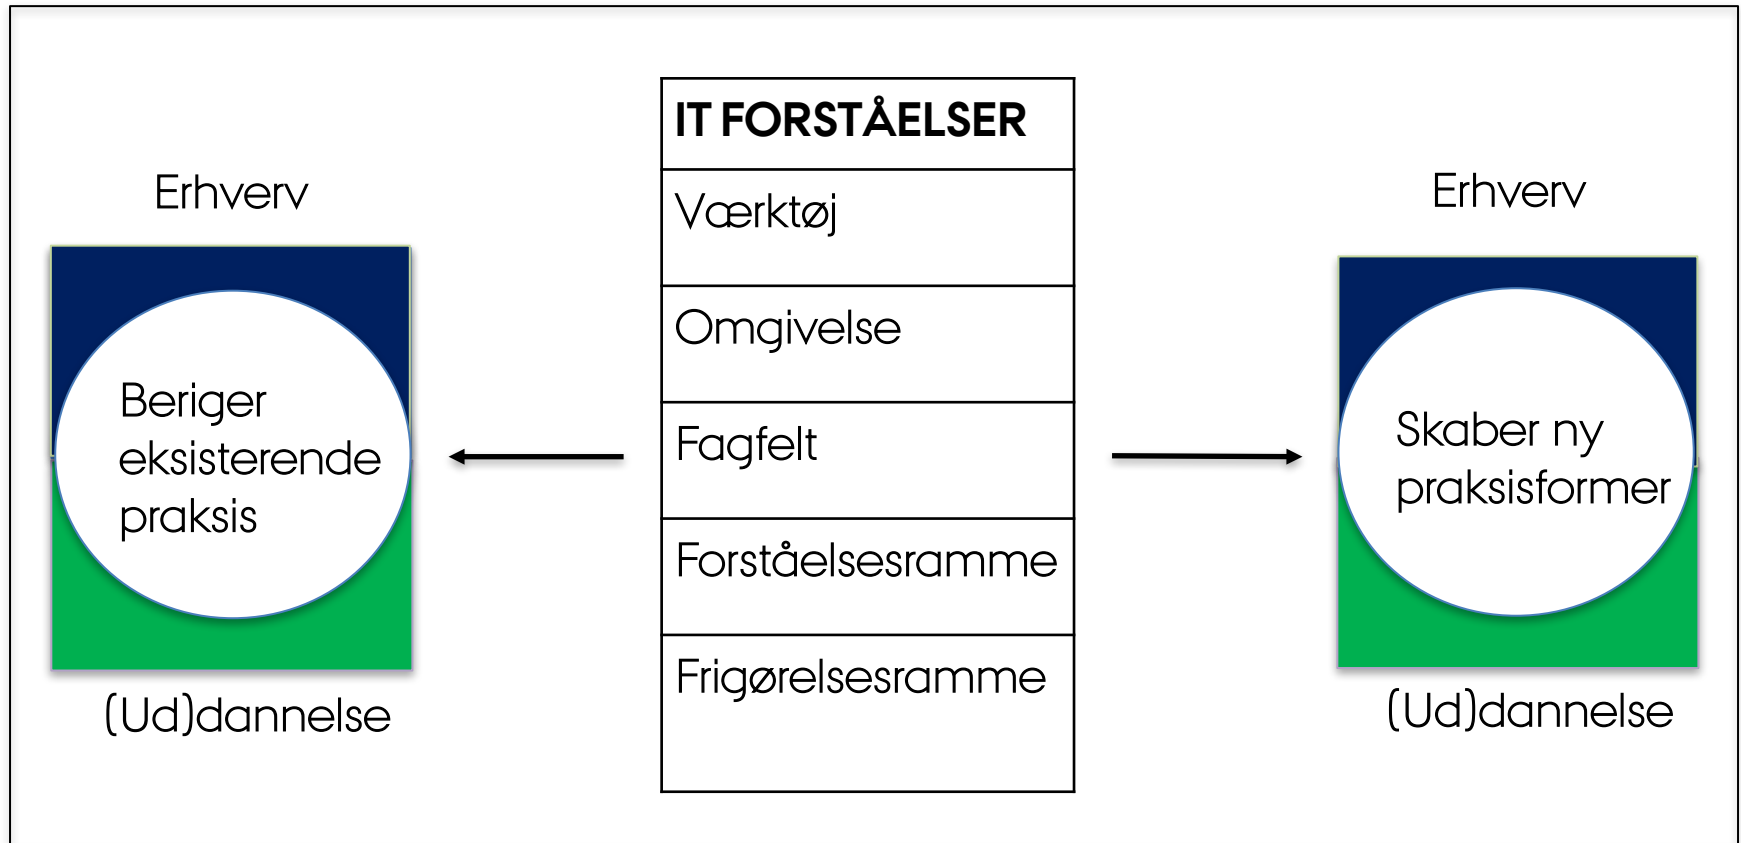 Erhverv
Beriger
eksisterende
praksis
(Ud)dannelse
IT FORSTÅELSER
Værktøj
Omgivelse
Fagfelt
Forståelsesramme
Frigørelsesramme
Erhverv
Skaber ny
praksisformer
(Ud)dannelse